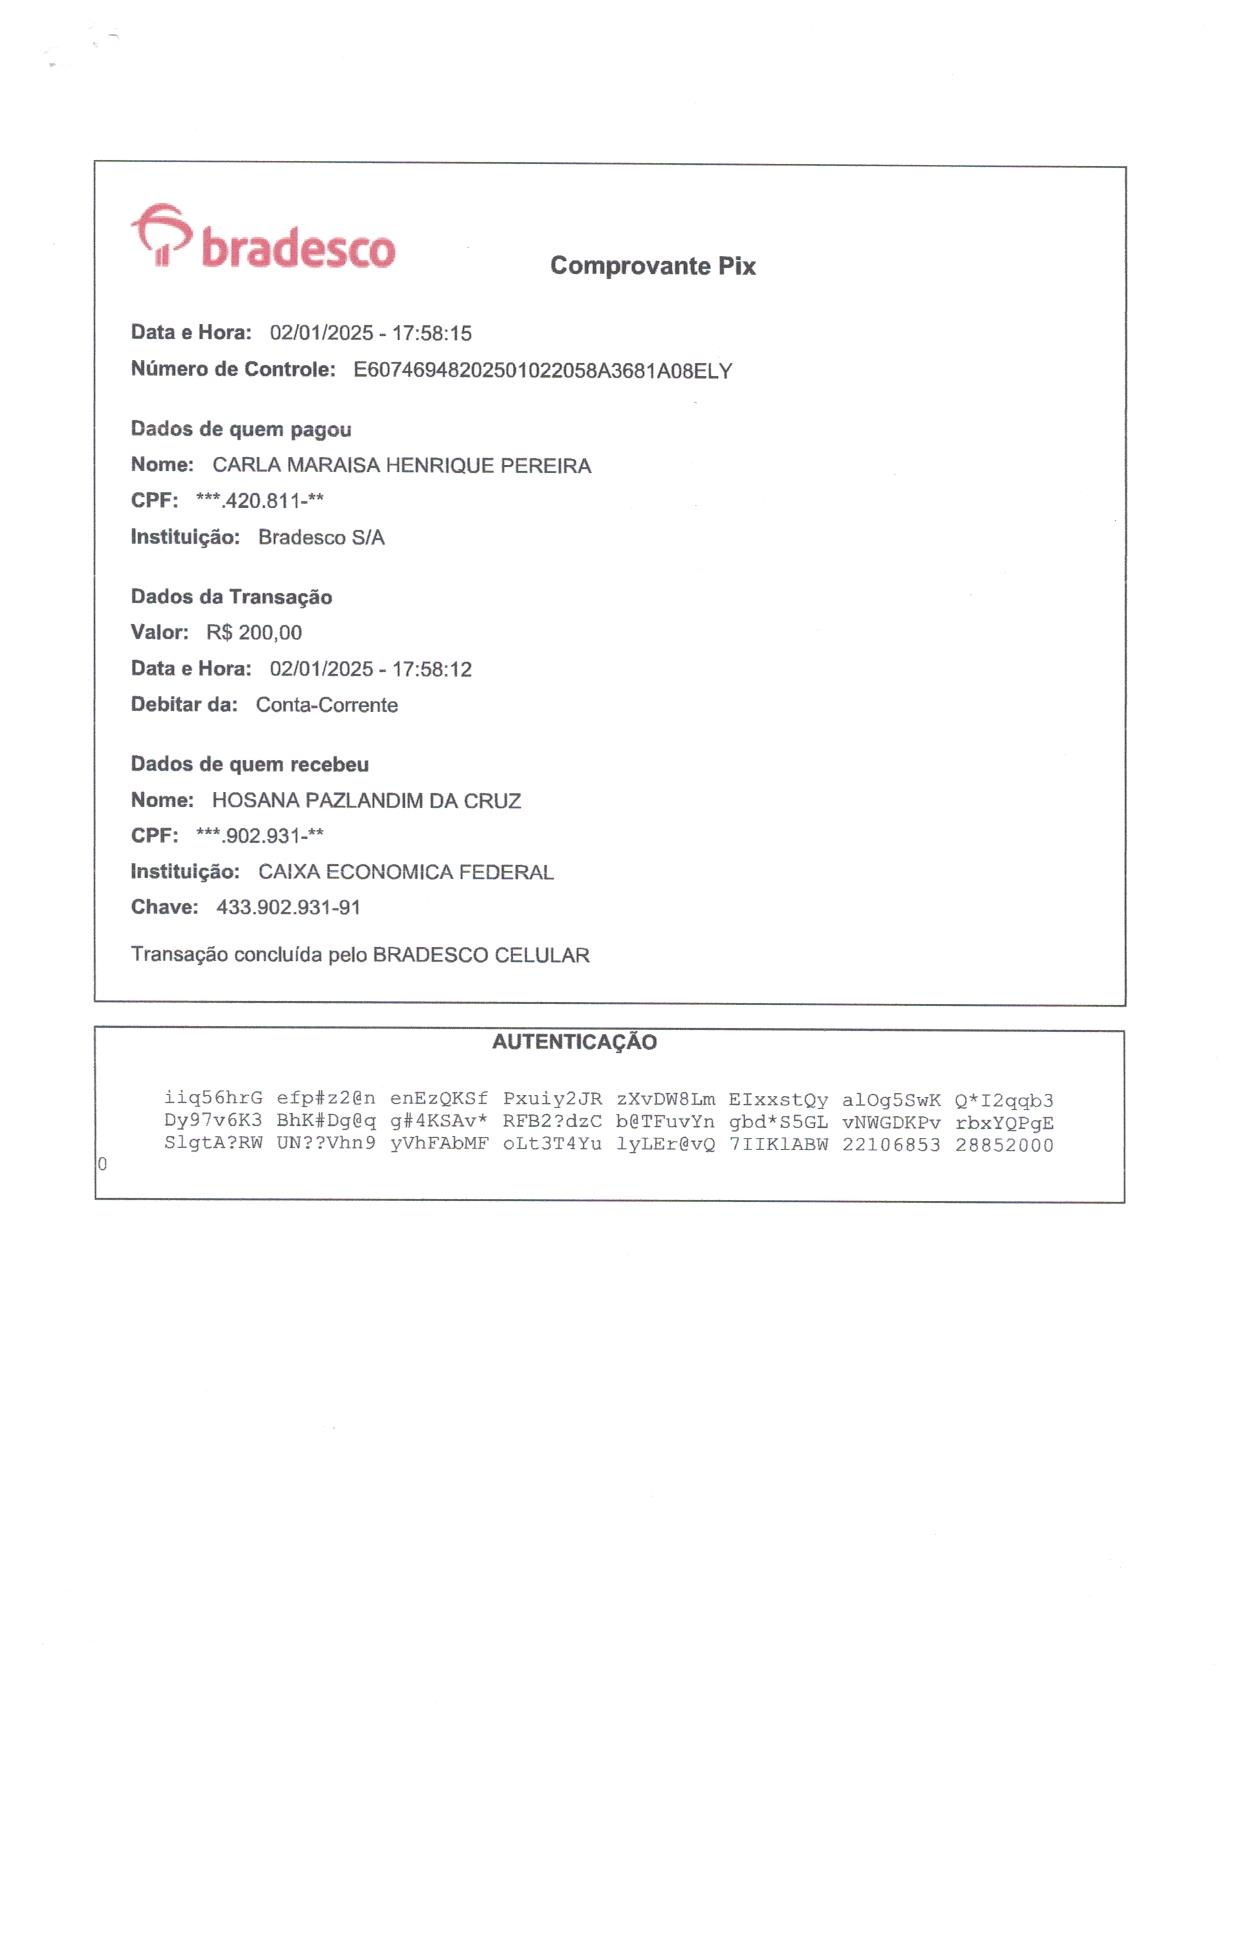 bradesco
Comprovante Pix
Data e Hora: 02/01/2025 - 17:58:15
Número de Controle: E60746948202501022058A3681A08ELY
Dados de quem pagou
Nome: CARLA MARAISA HENRIQUE PEREIRA
CPF: ***.420.811-**
Instituição: Bradesco S/A
Dados da Transação
Valor: R$ 200,00
Data e Hora: 02/01/2025 - 17:58:12
Debitar da: Conta-Corrente
Dados de quem recebeu
Nome: HOSANA PAZLANDIM DA CRUZ
CPF: ***.902.931-**
Instituição: CAIXA ECONOMICA FEDERAL
Chave: 433.902.931-91
Transação concluída pelo BRADESCO CELULAR
AUTENTICAÇÃO
iiq56hrG efp#z2@n enEzQKSf Pxuiy2JR zXvDW8Lm EIxxstQy alOg5SwK Q*I2qqb3
Dy97v6K3 BhK#Dg@q g#4KSAv* RFB2?dzC b@TFuvYn gbd*S5GL vNWGDKPv rbxYQPgE
SlgtA?RW UN??Vhn9 yVhFAbMF oLt3T4Yu lyLEr@vQ 7IIKlABW 22106853 28852000
0